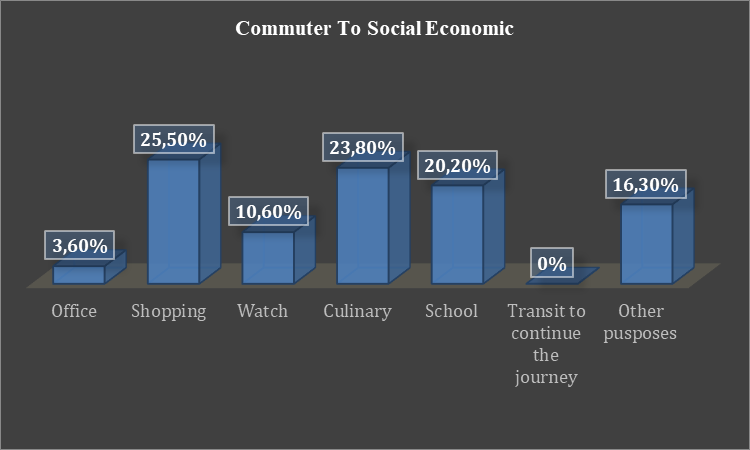 Commuter To Social Economic
25,50%
23,80%
20,20%
16,30%
10,60%
3,60%
0%
Office
Shopping
Watch
Culinary
School
Transit to
continue
the
journey
Other
pusposes